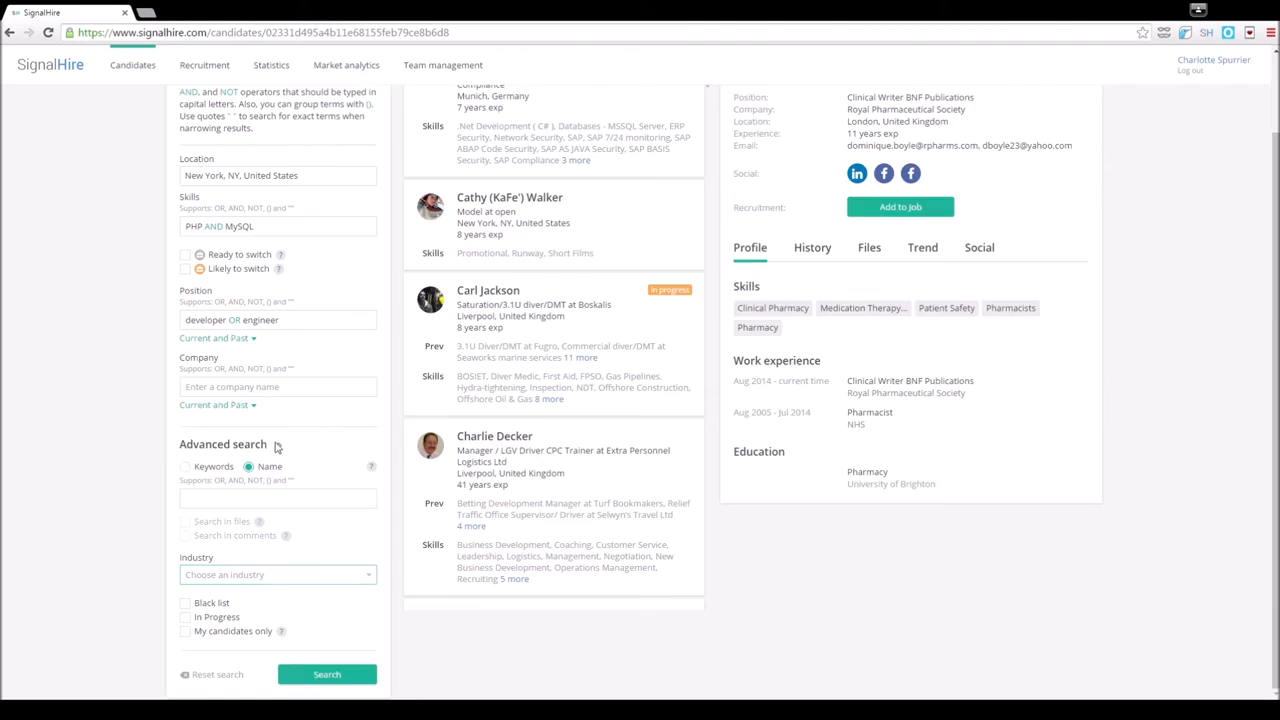 SignalHire
https://www.signalhire.com/candidates/02331d495a4b11e68155feb79ce8b6d8
SH
SignalHire
Candidates
Recruitment
Statistics
Market analytics
Team management
Charlotte Spurrier
Log out
AND, and NOT operators that should be typed in
capital letters. Also, you can group terms with ().
Use quotes " " to search for exact terms when
narrowing results.
Location
New York, NY, United States
Skills
Supports: OR, AND, NOT, () and ""
PHP AND MySQL
Ready to switch ?
Likely to switch ?
Position
Supports: OR, AND, NOT, () and ""
developer OR engineer
Current and Past
Company
Supports: OR, AND, NOT, () and ""
Enter a company name
Current and Past
Advanced search
Keywords Name ?
Supports: OR, AND, NOT, () and ""
Search in files ?
Search in comments ?
Industry
Choose an industry
Black list
In Progress
My candidates only ?
Reset search
Search
Compliance
Munich, Germany
7 years exp
Skills .Net Development ( C# ), Databases - MSSQL Server, ERP
Security, Network Security, SAP, SAP 7/24 monitoring, SAP
ABAP Code Security, SAP AS JAVA Security, SAP BASIS
Security, SAP Compliance 3 more
Cathy (KaFe') Walker
Model at open
New York, NY, United States
8 years exp
Skills Promotional, Runway, Short Films
Carl Jackson in progress
Saturation/3.1U diver/DMT at Boskalis
Liverpool, United Kingdom
8 years exp
Prev 3.1U Diver/DMT at Fugro, Commercial diver/DMT at
Seaworks marine services 11 more
Skills BOSIET, Diver Medic, First Aid, FPSO, Gas Pipelines,
Hydra-tightening, Inspection, NDT, Offshore Construction,
Offshore Oil & Gas 8 more
Charlie Decker
Manager / LGV Driver CPC Trainer at Extra Personnel
Logistics Ltd
Liverpool, United Kingdom
41 years exp
Prev Betting Development Manager at Turf Bookmakers, Relief
Traffic Office Supervisor/ Driver at Selwyn's Travel Ltd
4 more
Skills Business Development, Coaching, Customer Service,
Leadership, Logistics, Management, Negotiation, New
Business Development, Operations Management,
Recruiting 5 more
Position: Clinical Writer BNF Publications
Company: Royal Pharmaceutical Society
Location: London, United Kingdom
Experience: 11 years exp
Email: dominique.boyle@rpharms.com, dboyle23@yahoo.com
Social: in f f
Recruitment: Add to Job
Profile History Files Trend Social
Skills
Clinical Pharmacy Medication Therapy... Patient Safety Pharmacists
Pharmacy
Work experience
Aug 2014 - current time Clinical Writer BNF Publications
Royal Pharmaceutical Society
Aug 2005 - Jul 2014 Pharmacist
NHS
Education
Pharmacy
University of Brighton